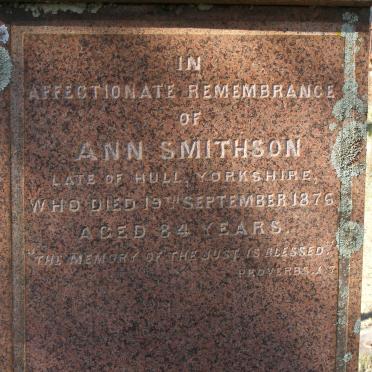 IN
AFFECTIONATE REMEMBRANCE
OF
ANN SMITHSON
LATE OF HULL, YORKSHIRE,
WHO DIED 19TH SEPTEMBER 1876
AGED 84 YEARS.
"THE MEMORY OF THE JUST IS BLESSED."
PROVERBS.